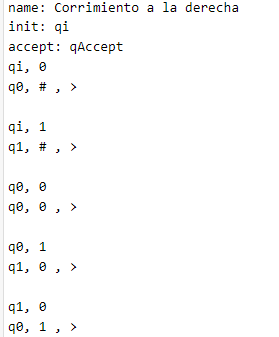 name: Corrimiento a la derecha
init: qi
accept: qAccept
qi, 0
q0, # , >
qi, 1
q1, # , >
q0, 0
q0, 0 , >
q0, 1
q1, 0 , >
q1, 0
q0, 1 , >